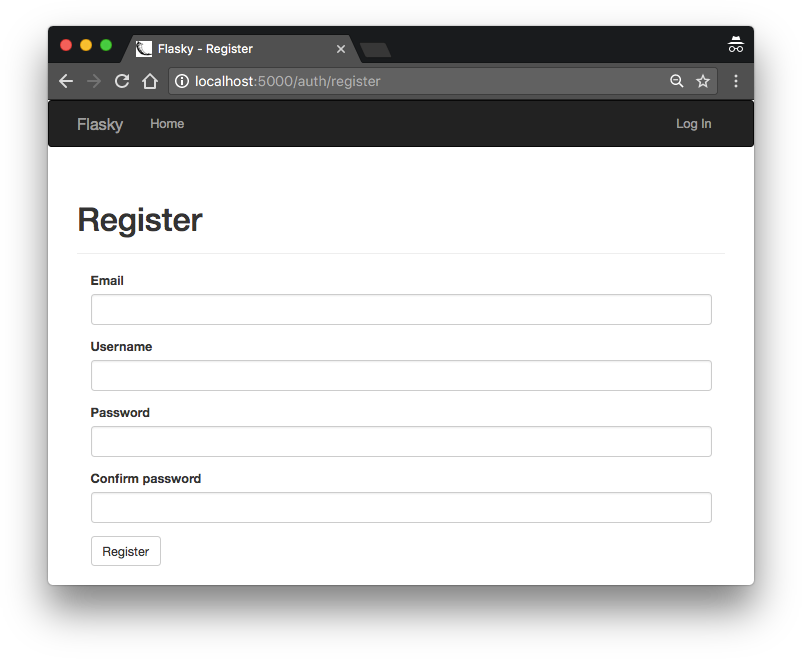 Flasky - Register
localhost:5000/auth/register
Flasky Home Log In
Register
Email
Username
Password
Confirm password
Register